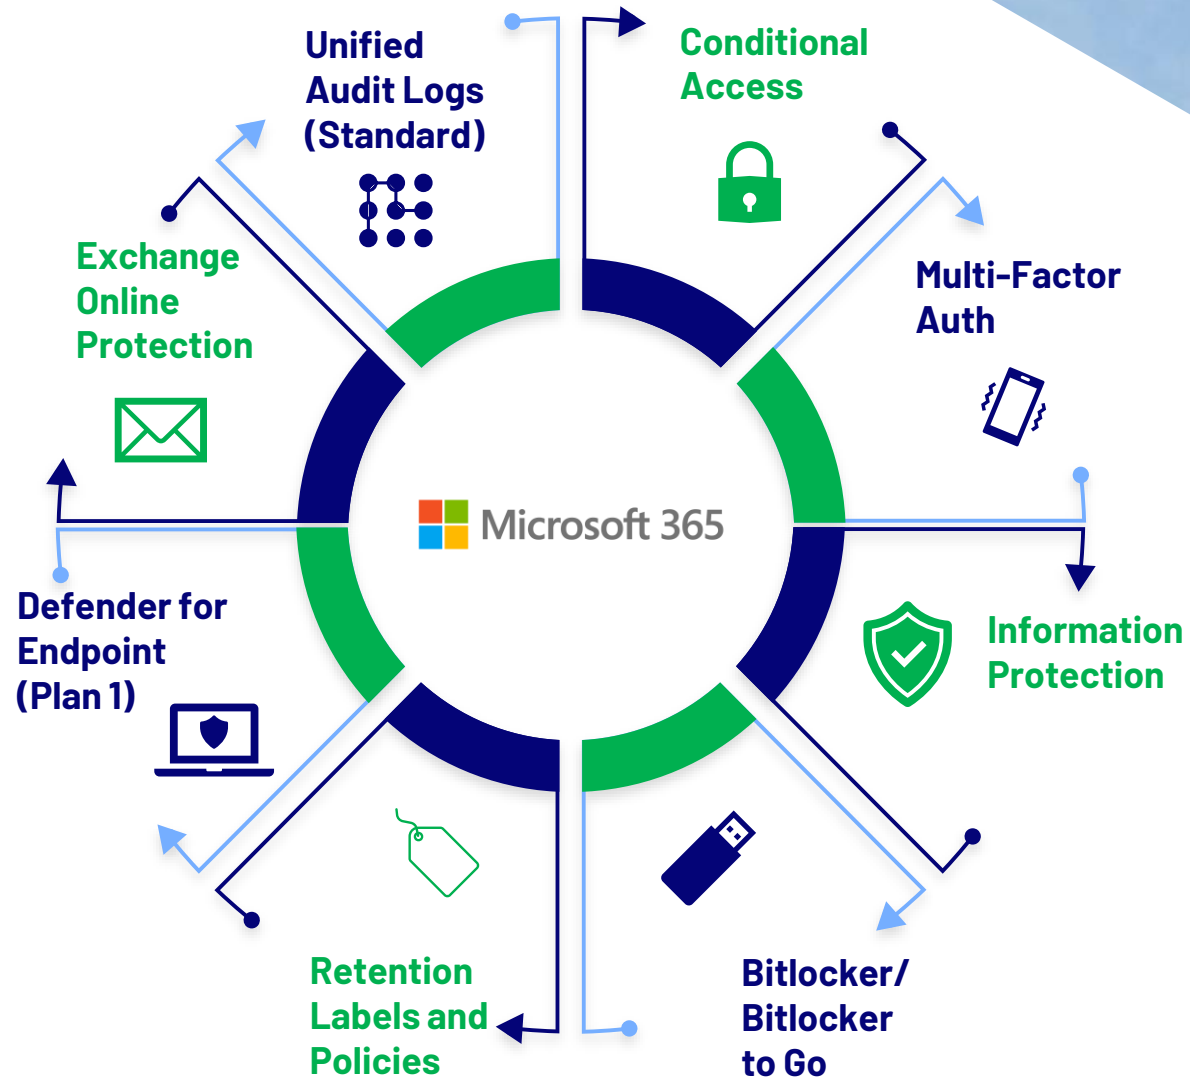 Unified
Audit Logs
(Standard)
Conditional
Access
Multi-Factor
Auth
Information
Protection
Bitlocker/
Bitlocker
to Go
Retention
Labels and
Policies
Defender for
Endpoint
(Plan 1)
Exchange
Online
Protection
Microsoft 365